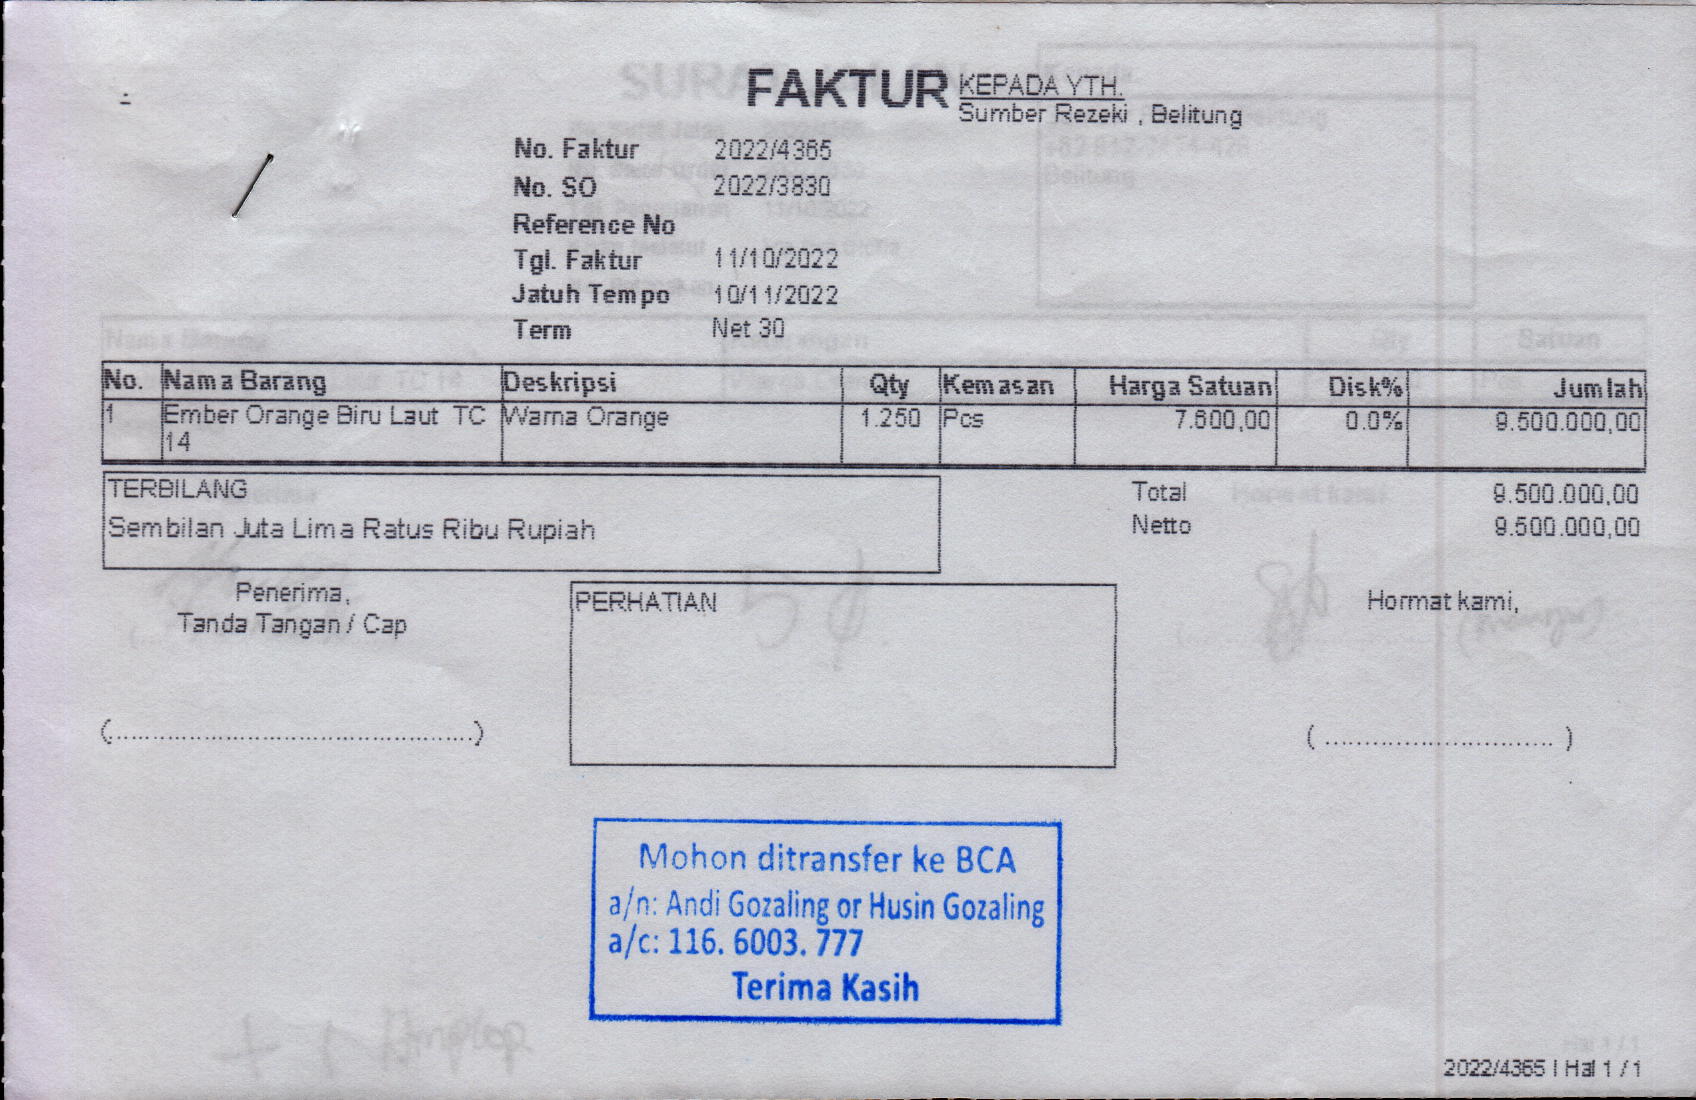 FAKTUR
KEPADA YTH.
Sumber Rezeki , Belitung
No. Faktur 2022/4365
No. SO 2022/3830
Reference No
Tgl. Faktur 11/10/2022
Jatuh Tempo 10/11/2022
Term Net 30
No. Nama Barang Deskripsi Qty Kemasan Harga Satuan Disk% Jumlah
1 Ember Orange Biru Laut TC Warna Orange 1.250 Pcs 7.600,00 0.0% 9.500.000,00
14
TERBILANG
Sembilan Juta Lima Ratus Ribu Rupiah
Total 9.500.000,00
Netto 9.500.000,00
Penerima,
Tanda Tangan / Cap
PERHATIAN
Hormat kami,
(................................................)
( ............................. )
Mohon ditransfer ke BCA
a/n: Andi Gozaling or Husin Gozaling
a/c: 116. 6003. 777
Terima Kasih
2022/4365 | Hal 1 / 1